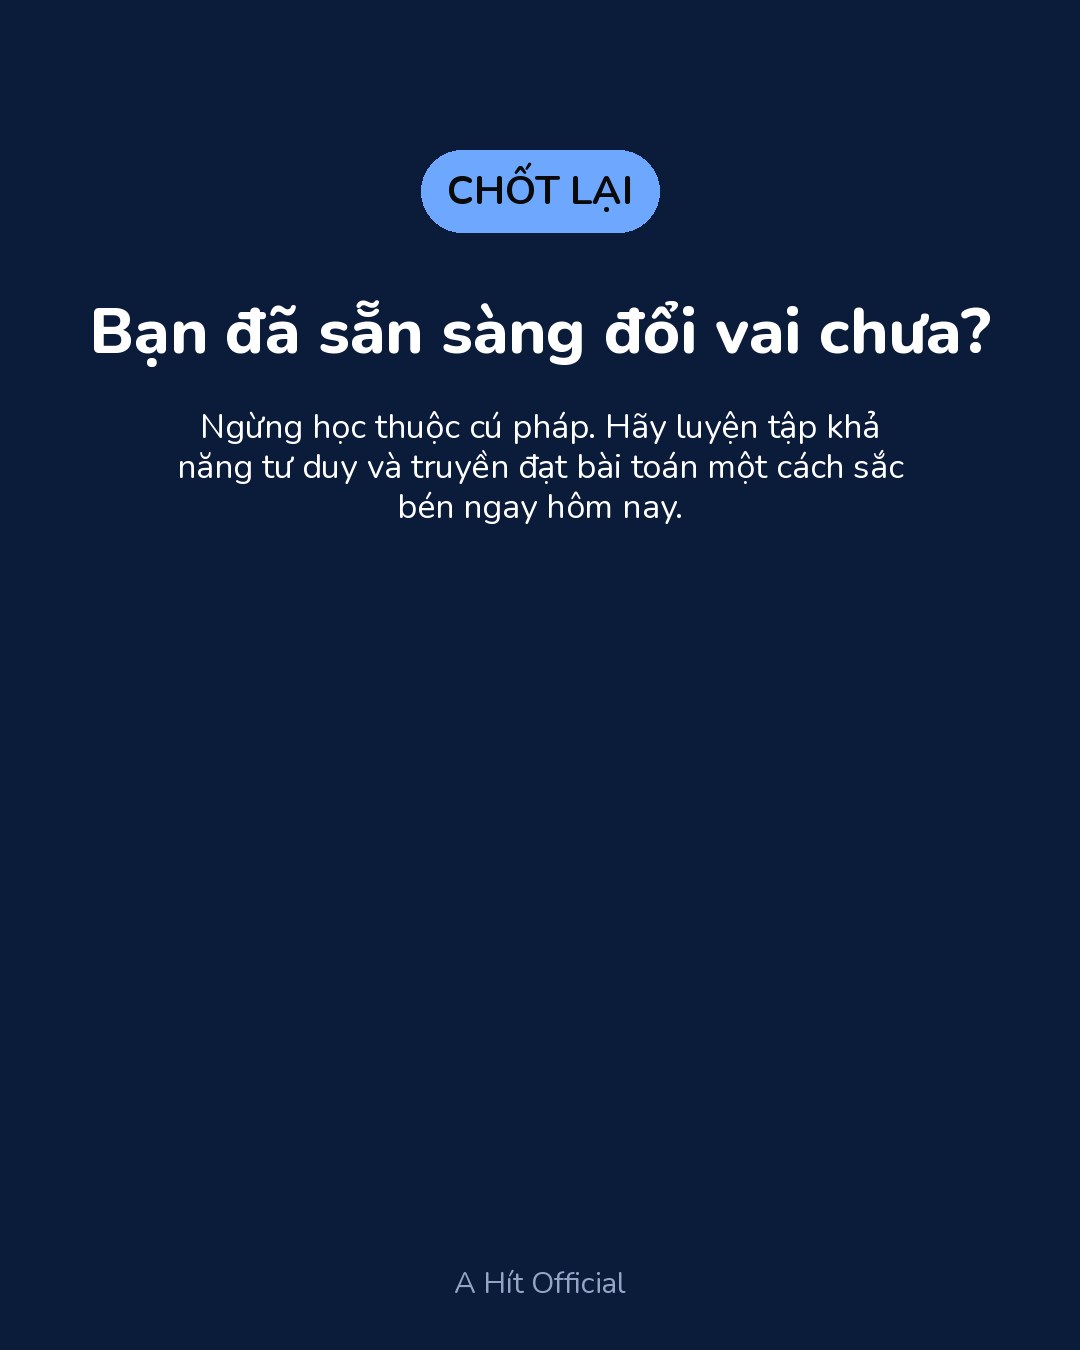 CHỐT LẠI
Bạn đã sẵn sàng đổi vai chưa?
Ngừng học thuộc cú pháp. Hãy luyện tập khả
năng tư duy và truyền đạt bài toán một cách sắc
bén ngay hôm nay.
A Hít Official